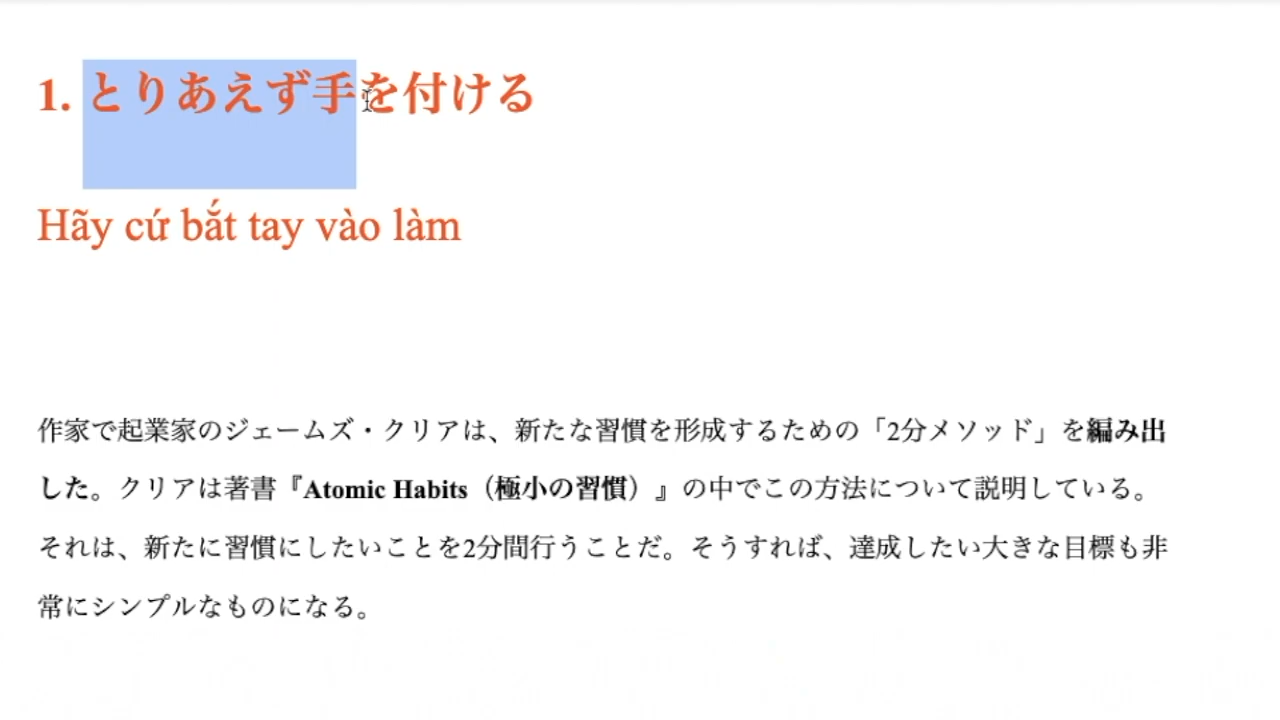 1. とりあえず手を付ける
Hãy cứ bắt tay vào làm
作家で起業家のジェームズ・クリアは、新たな習慣を形成するための「2分メソッド」を編み出
した。クリアは著書『Atomic Habits（極小の習慣）』の中でこの方法について説明している。
それは、新たに習慣にしたいことを2分間行うことだ。そうすれば、達成したい大きな目標も非
常にシンプルなものになる。